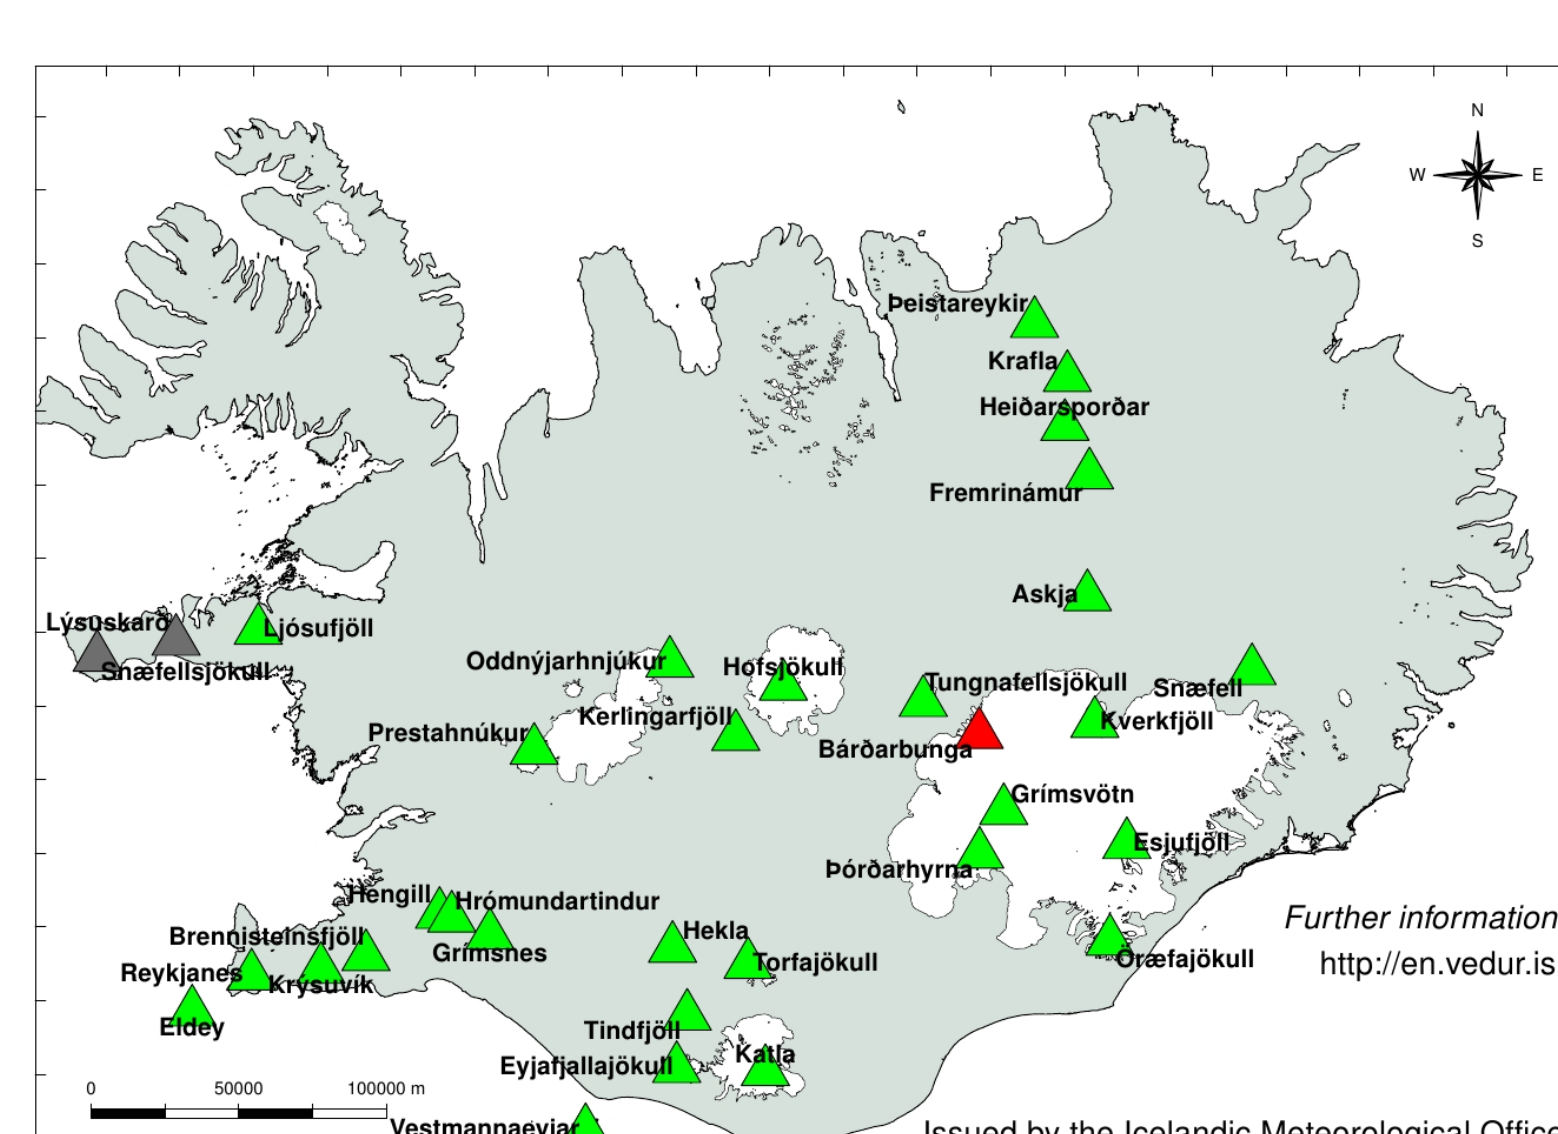 N
W
E
S
Þeistareykir
Krafla
Heiðarsporðar
Fremrinámur
Askja
Lýsuskarð
Ljósufjöll
Snæfellsjökull
Oddnýjarhnjúkur
Hofsjökull
Tungnafellsjökull
Snæfell
Kerlingarfjöll
Kverkfjöll
Prestahnúkur
Bárðarbunga
Grímsvötn
Esjufjöll
Þórðarhyrna
Hengill
Hrómundartindur
Further information
Brennisteinsfjöll
Hekla
Grímsnes
Öræfajökull
Torfajökull
http://en.vedur.is
Reykjanes
Krýsuvík
Eldey
Tindfjöll
Katla
Eyjafjallajökull
0 50000 100000 m
Vestmannaeyjar
Issued by the Icelandic Meteorological Office